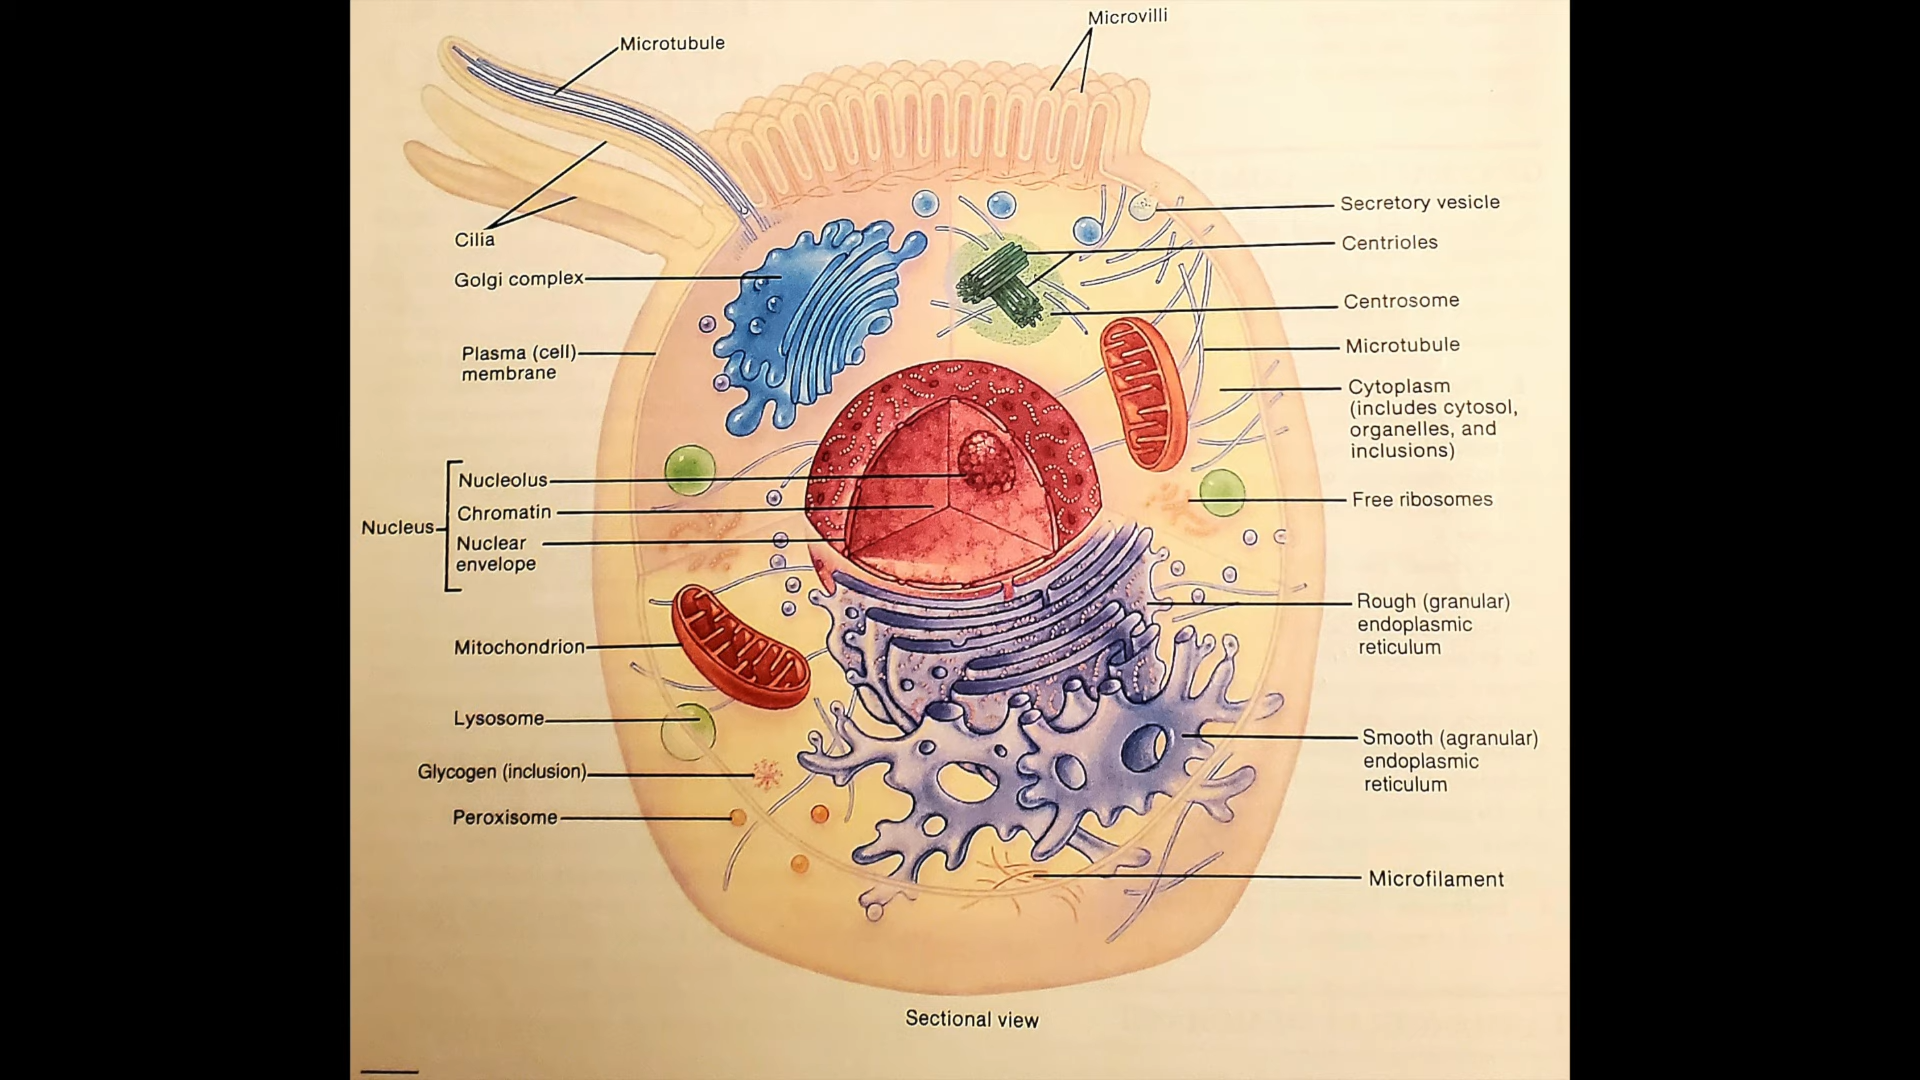 Microvilli
Microtubule
Cilia
Golgi complex
Plasma (cell)
membrane
Nucleus
Nucleolus
Chromatin
Nuclear
envelope
Mitochondrion
Lysosome
Glycogen (inclusion)
Peroxisome
Secretory vesicle
Centrioles
Centrosome
Microtubule
Cytoplasm
(includes cytosol,
organelles, and
inclusions)
Free ribosomes
Rough (granular)
endoplasmic
reticulum
Smooth (agranular)
endoplasmic
reticulum
Microfilament
Sectional view